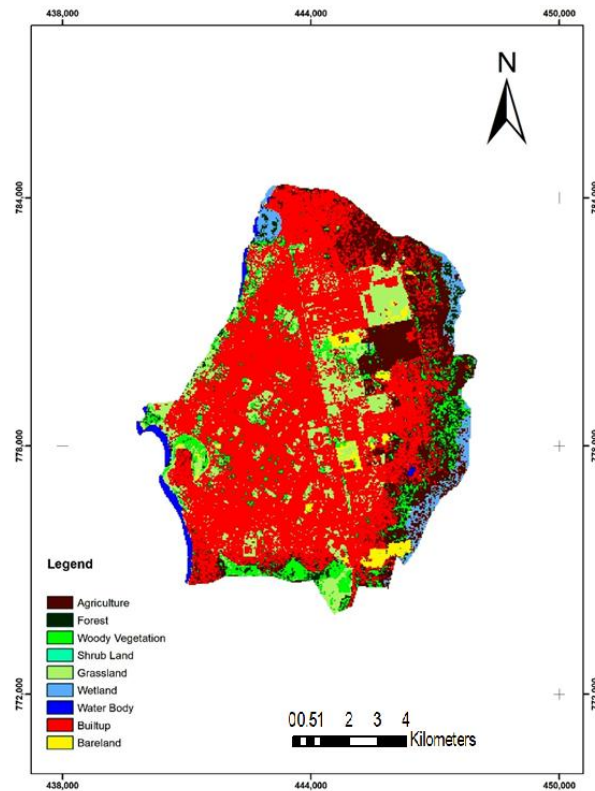 438,000 444,000 450,000
N
784,000 784,000
778,000 778,000
Legend
Agriculture
Forest
Woody Vegetation
Shrub Land
Grassland
Wetland
Water Body
Builtup
Bareland
772,000 772,000
00.51 2 3 4
Kilometers
438,000 444,000 450,000